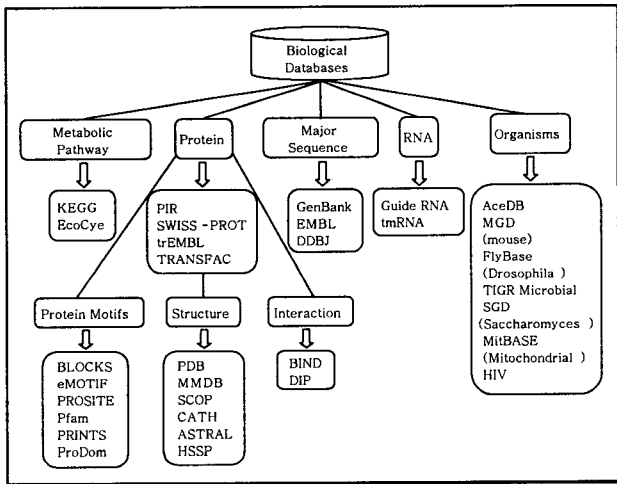 Biological
Databases
Metabolic
Pathway
Protein
Major
Sequence
RNA
Organisms
KEGG
EcoCye
PIR
SWISS -PROT
trEMBL
TRANSFAC
GenBank
EMBL
DDBJ
Guide RNA
tmRNA
AceDB
MGD
(mouse)
FlyBase
(Drosophila )
TIGR Microbial
SGD
(Saccharomyces )
MitBASE
(Mitochondrial )
HIV
Protein Motifs
Structure
Interaction
BLOCKS
eMOTIF
PROSITE
Pfam
PRINTS
ProDom
PDB
MMDB
SCOP
CATH
ASTRAL
HSSP
BIND
DIP